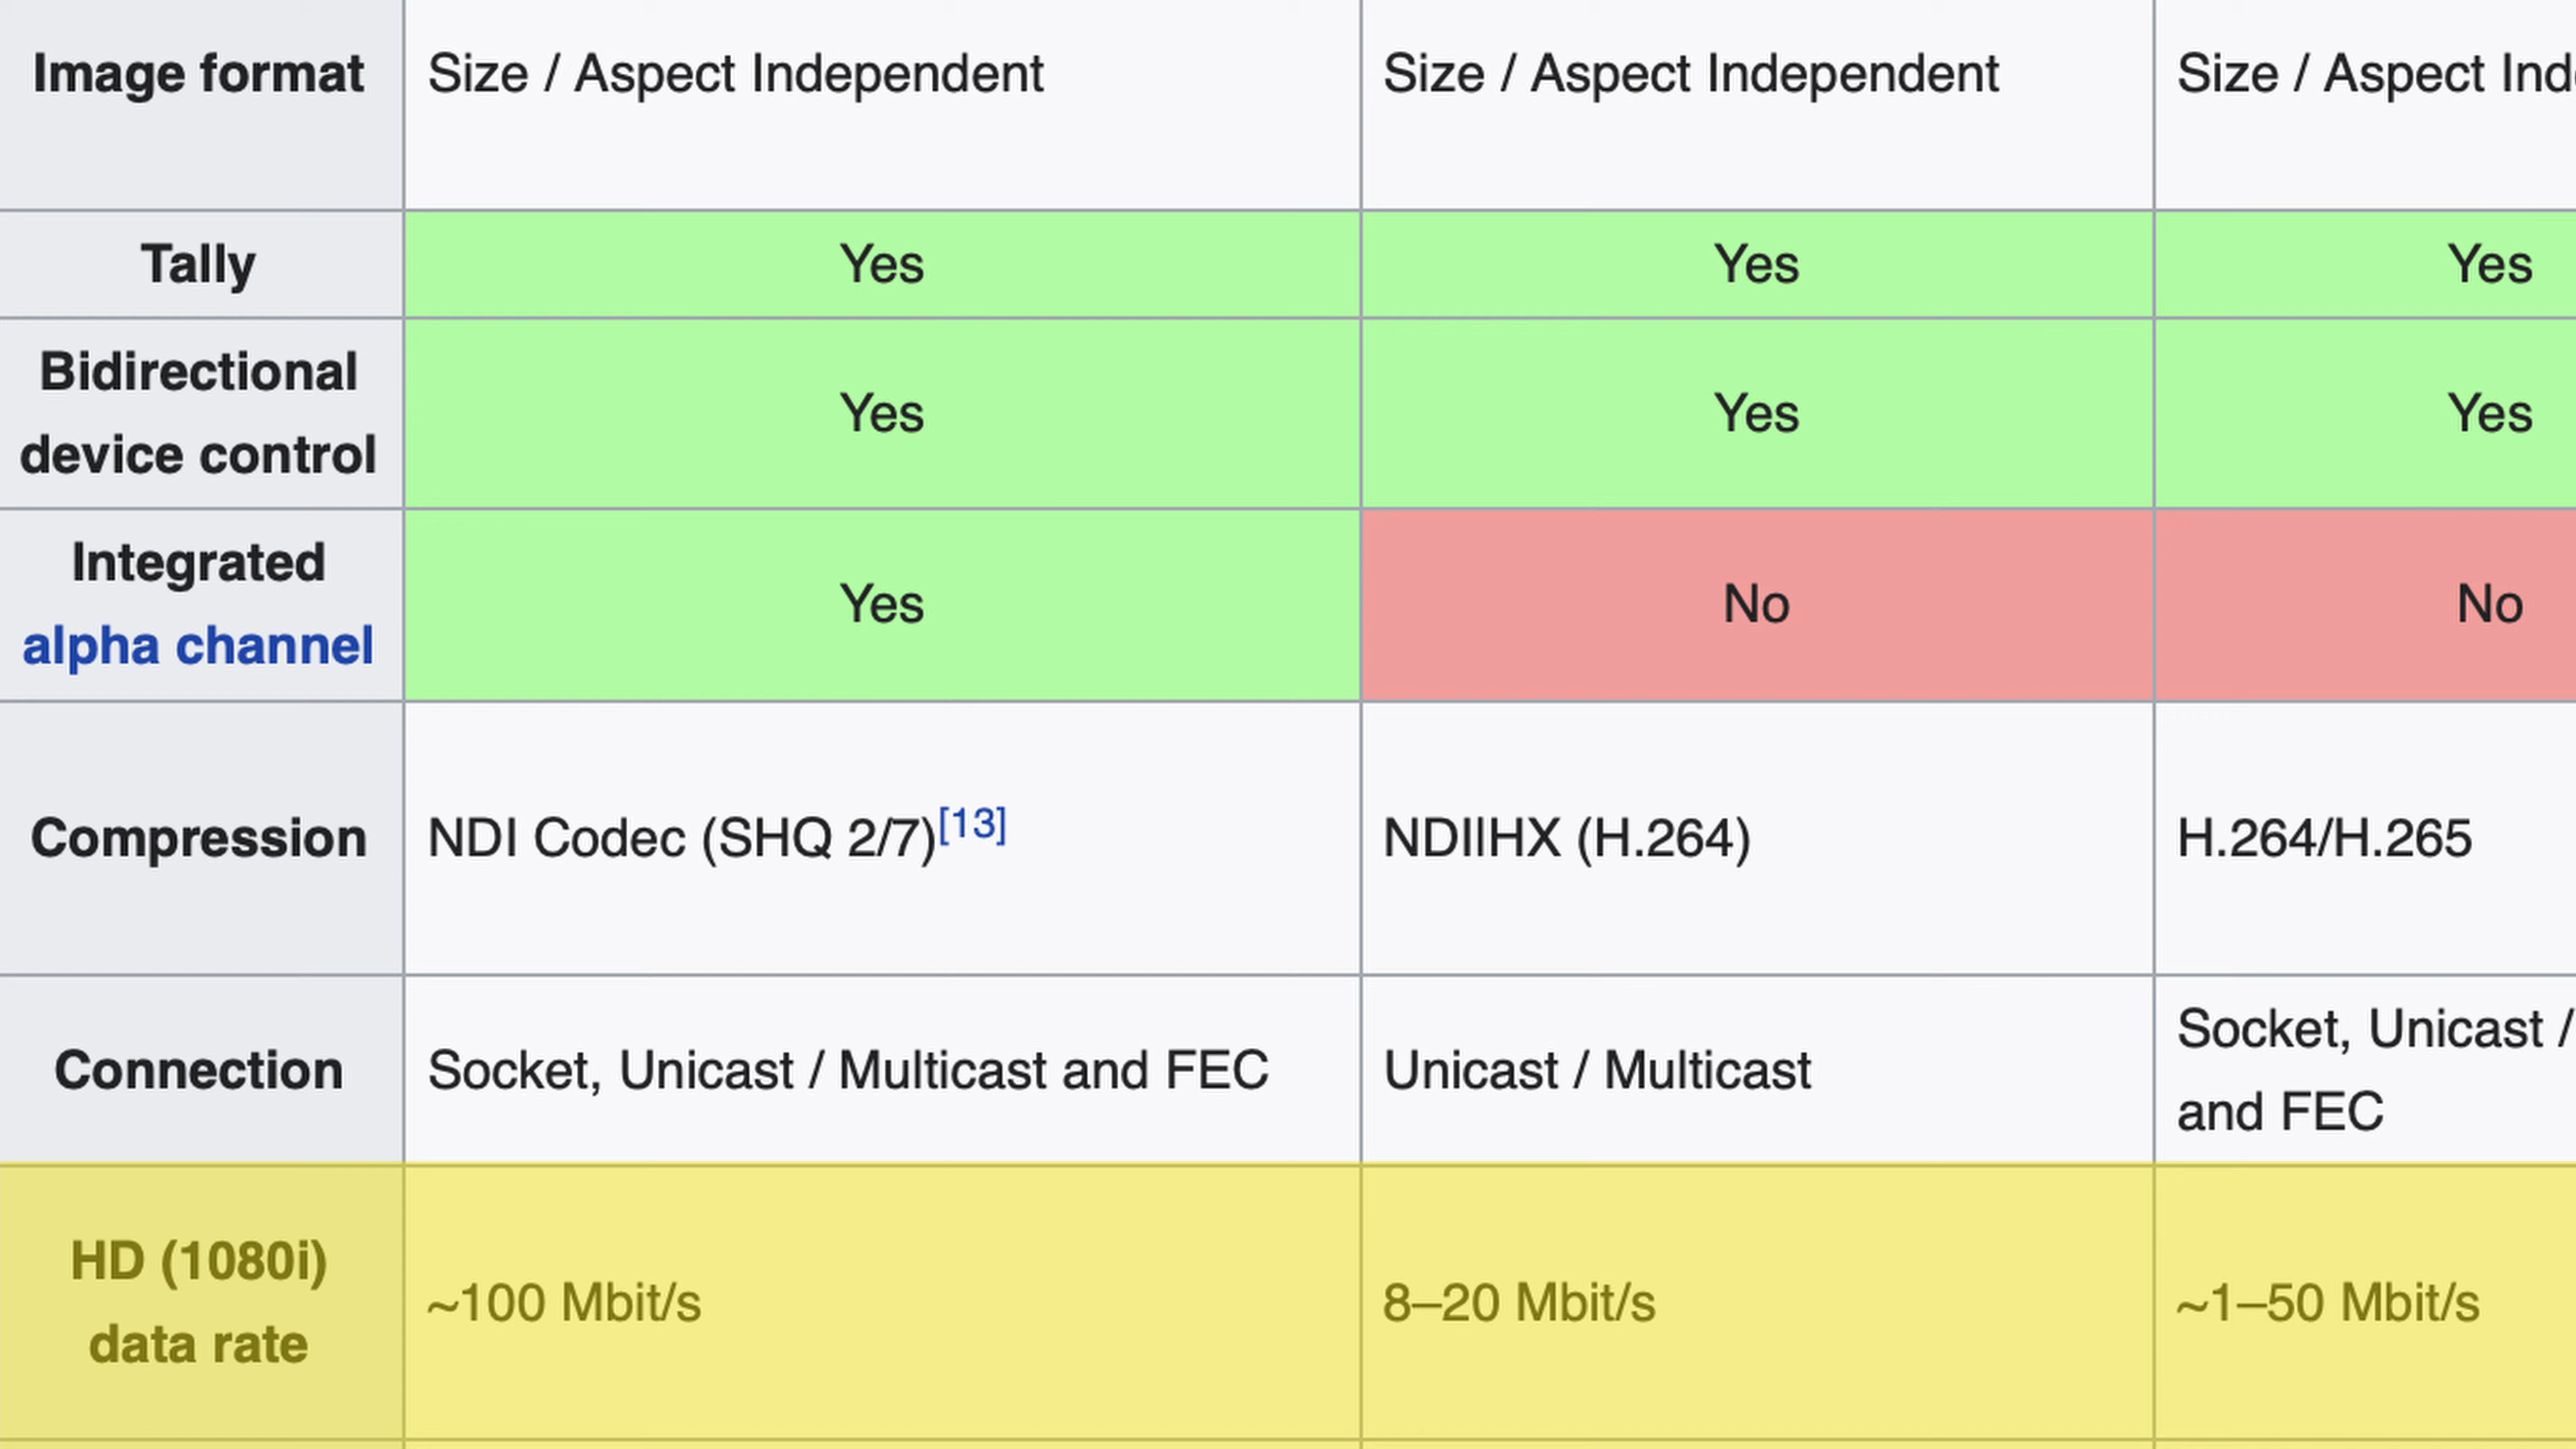 Image format Size / Aspect Independent Size / Aspect Independent Size / Aspect Ind
Tally Yes Yes Yes
Bidirectional
device control Yes Yes Yes
Integrated
alpha channel Yes No No
Compression NDI Codec (SHQ 2/7)[13] NDI|HX (H.264) H.264/H.265
Connection Socket, Unicast / Multicast and FEC Unicast / Multicast Socket, Unicast /
and FEC
HD (1080i)
data rate ~100 Mbit/s 8–20 Mbit/s ~1–50 Mbit/s